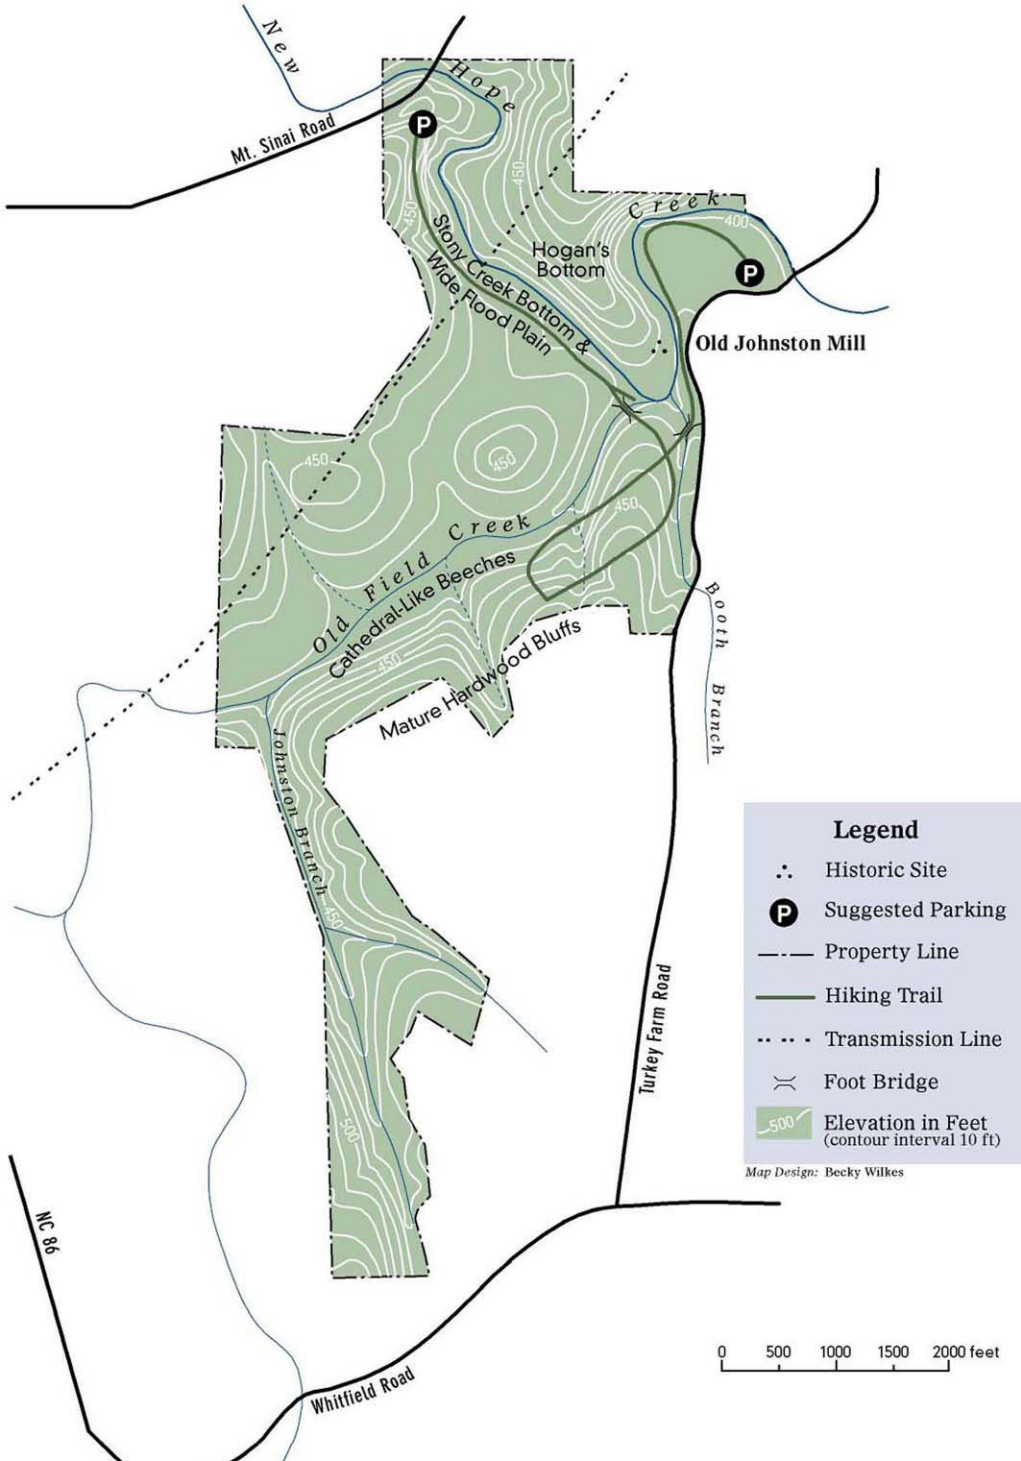 New
Hope
P
Mt. Sinai Road
450
450
Creek
400
Stony Creek Bottom &
Wide Flood Plain
Hogan's
Bottom
P
Old Johnston Mill
450
450
450
Old Field Creek
Cathedral-Like Beeches
450
Mature Hardwood Bluffs
Booth Branch
Johnston Branch
450
500
Turkey Farm Road
NC 86
Whitfield Road
Legend
Historic Site
P Suggested Parking
Property Line
Hiking Trail
Transmission Line
Foot Bridge
500 Elevation in Feet
(contour interval 10 ft)
Map Design: Becky Wilkes
0 500 1000 1500 2000 feet